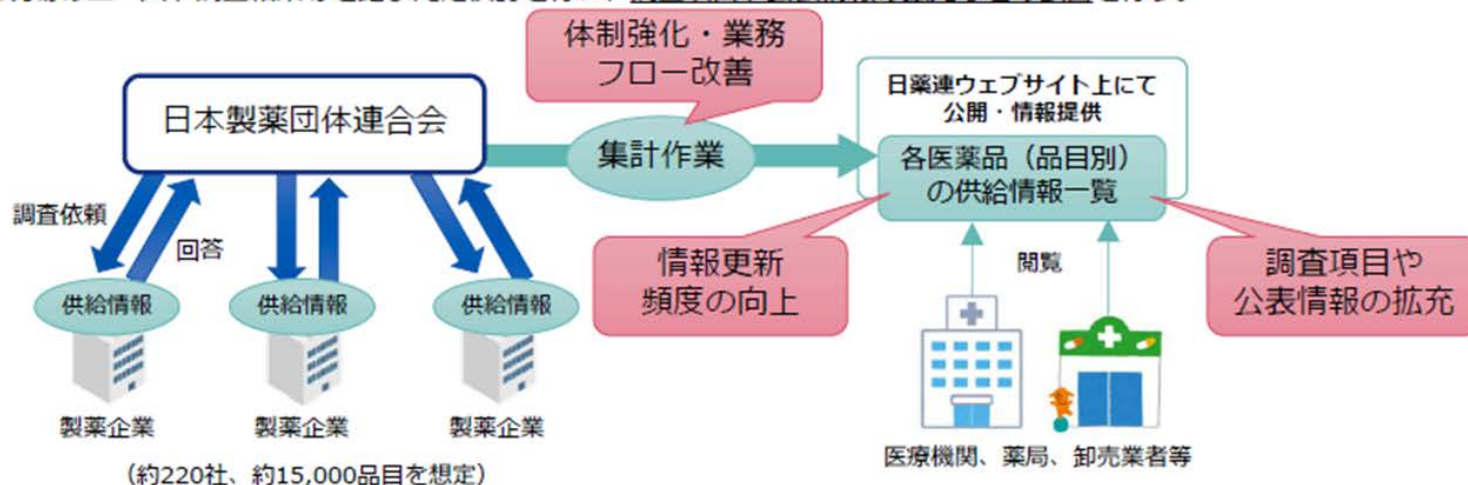 体制強化・業務
フロー改善
日本製薬団体連合会
集計作業
日薬連ウェブサイト上にて
公開・情報提供
各医薬品（品目別）
の供給情報一覧
調査依頼
回答
情報更新
頻度の向上
閲覧
調査項目や
公表情報の拡充
供給情報
供給情報
供給情報
製薬企業
製薬企業
製薬企業
（約220社、約15,000品目を想定）
医療機関、薬局、卸売業者等